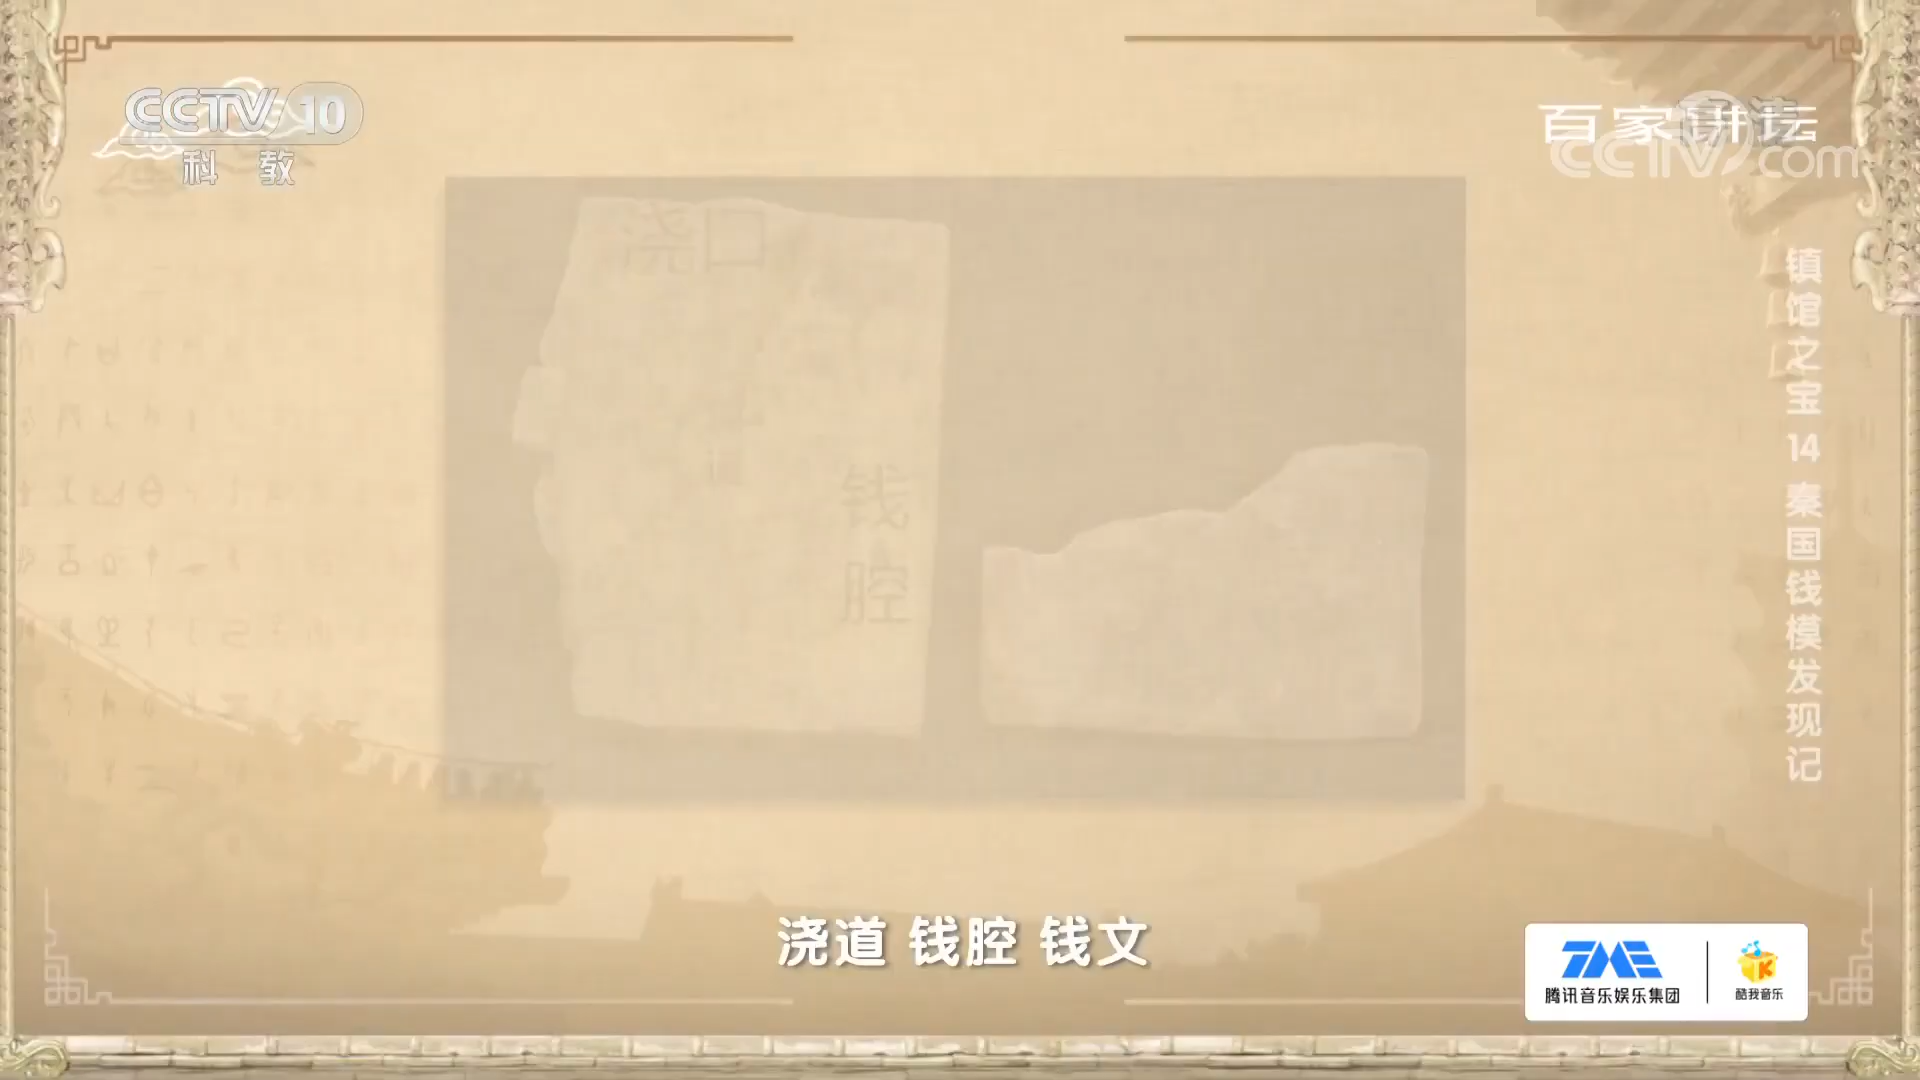 CCTV 10
科 教
百家讲坛
CCTV.com
浇口
钱腔
镇馆之宝 14 秦国钱模发现记
浇道 钱腔 钱文
TME
腾讯音乐娱乐集团
K
酷我音乐